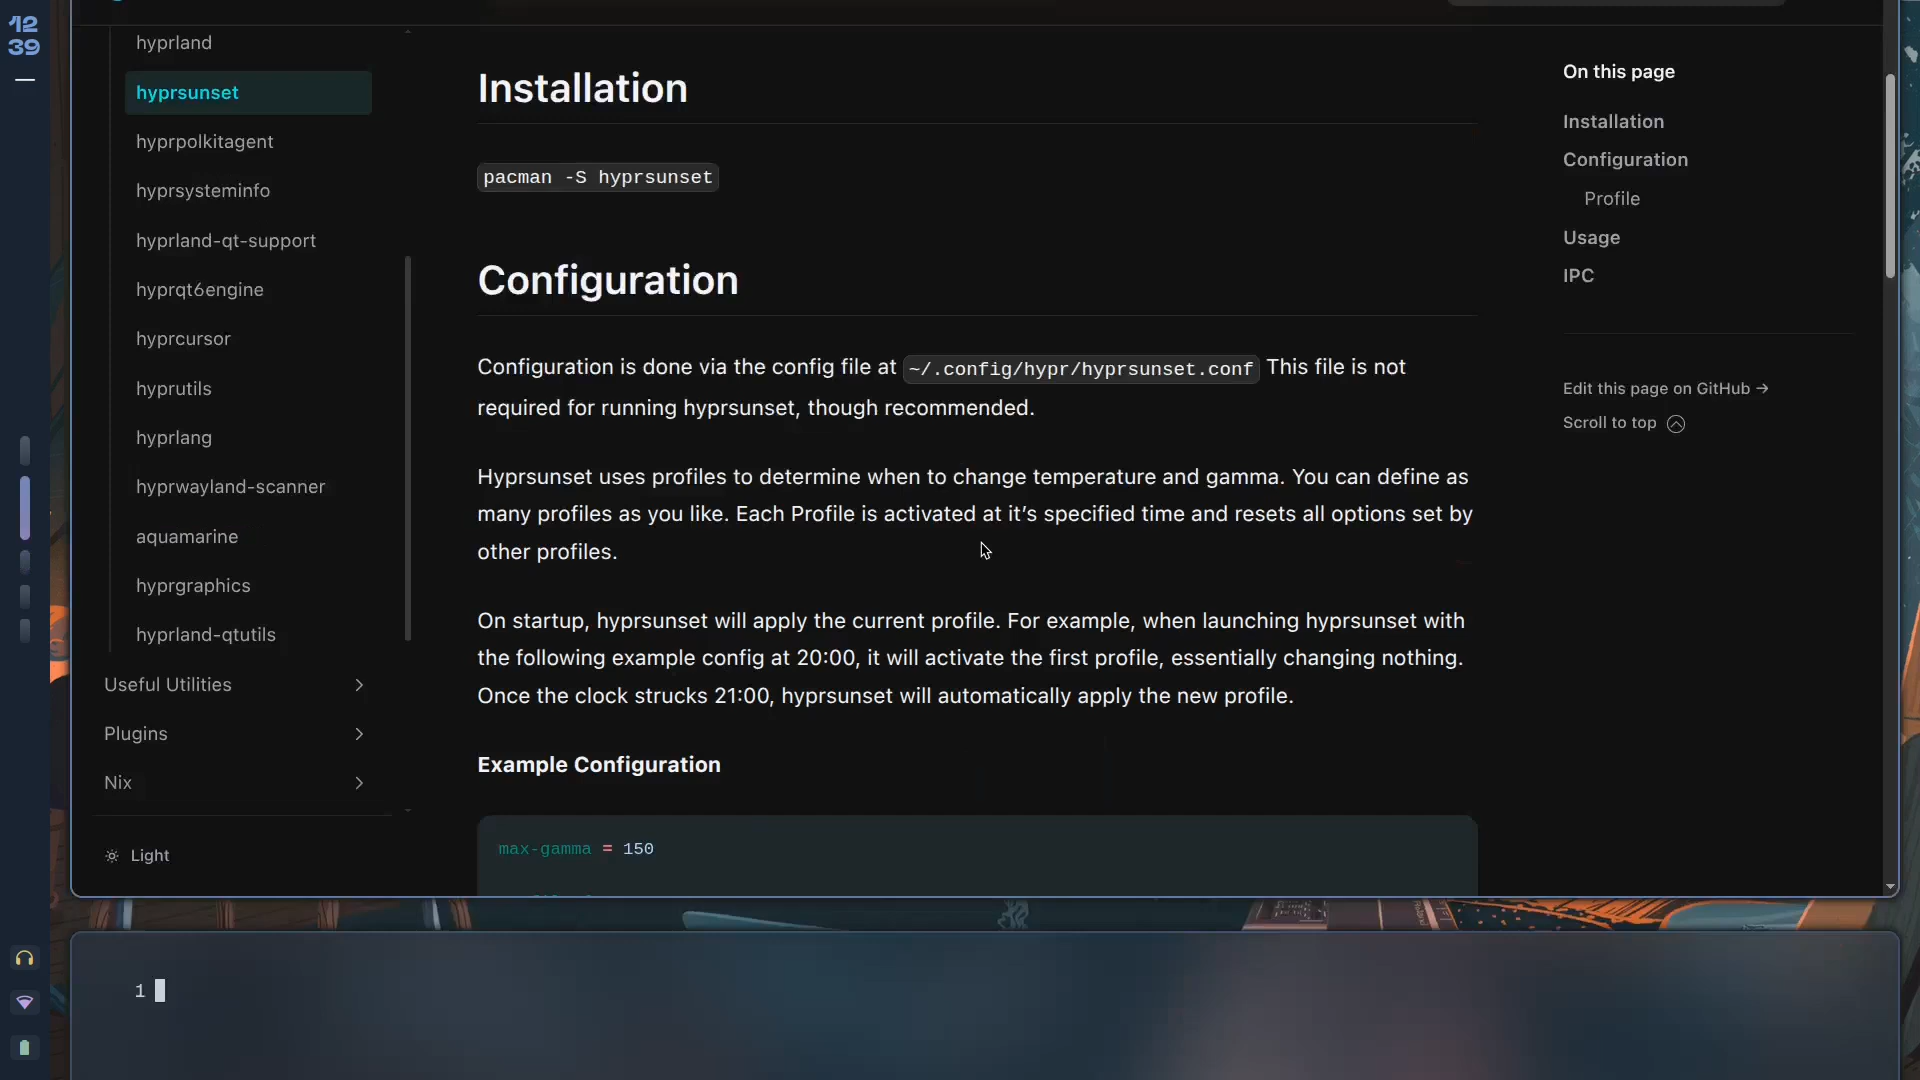 12
39
hyprland
hyprsunset
hyprpolkitagent
hyprsysteminfo
hyprland-qt-support
hyprqt6engine
hyprcursor
hyprutils
hyprlang
hyprwayland-scanner
aquamarine
hyprgraphics
hyprland-qtutils
Useful Utilities
Plugins
Nix
Light
Installation
pacman -S hyprsunset
Configuration
Configuration is done via the config file at ~/.config/hypr/hyprsunset.conf This file is not
required for running hyprsunset, though recommended.
Hyprsunset uses profiles to determine when to change temperature and gamma. You can define as
many profiles as you like. Each Profile is activated at it’s specified time and resets all options set by
other profiles.
On startup, hyprsunset will apply the current profile. For example, when launching hyprsunset with
the following example config at 20:00, it will activate the first profile, essentially changing nothing.
Once the clock strucks 21:00, hyprsunset will automatically apply the new profile.
Example Configuration
max-gamma = 150
On this page
Installation
Configuration
Profile
Usage
IPC
Edit this page on GitHub →
Scroll to top
1